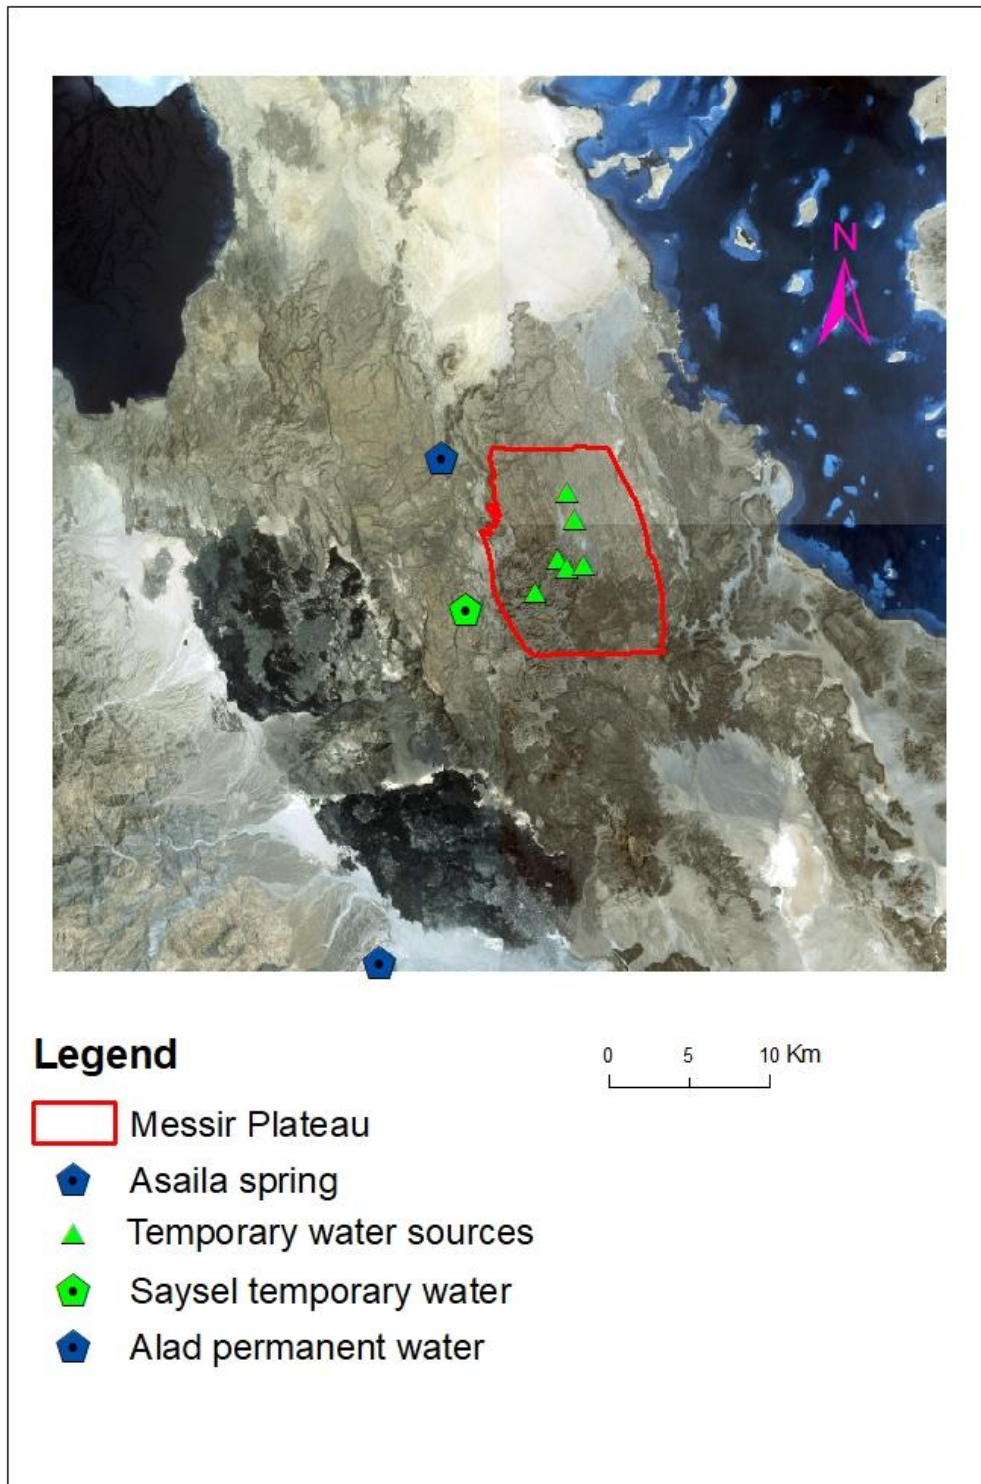 N
Legend
0 5 10 Km
Messir Plateau
Asaila spring
Temporary water sources
Saysel temporary water
Alad permanent water